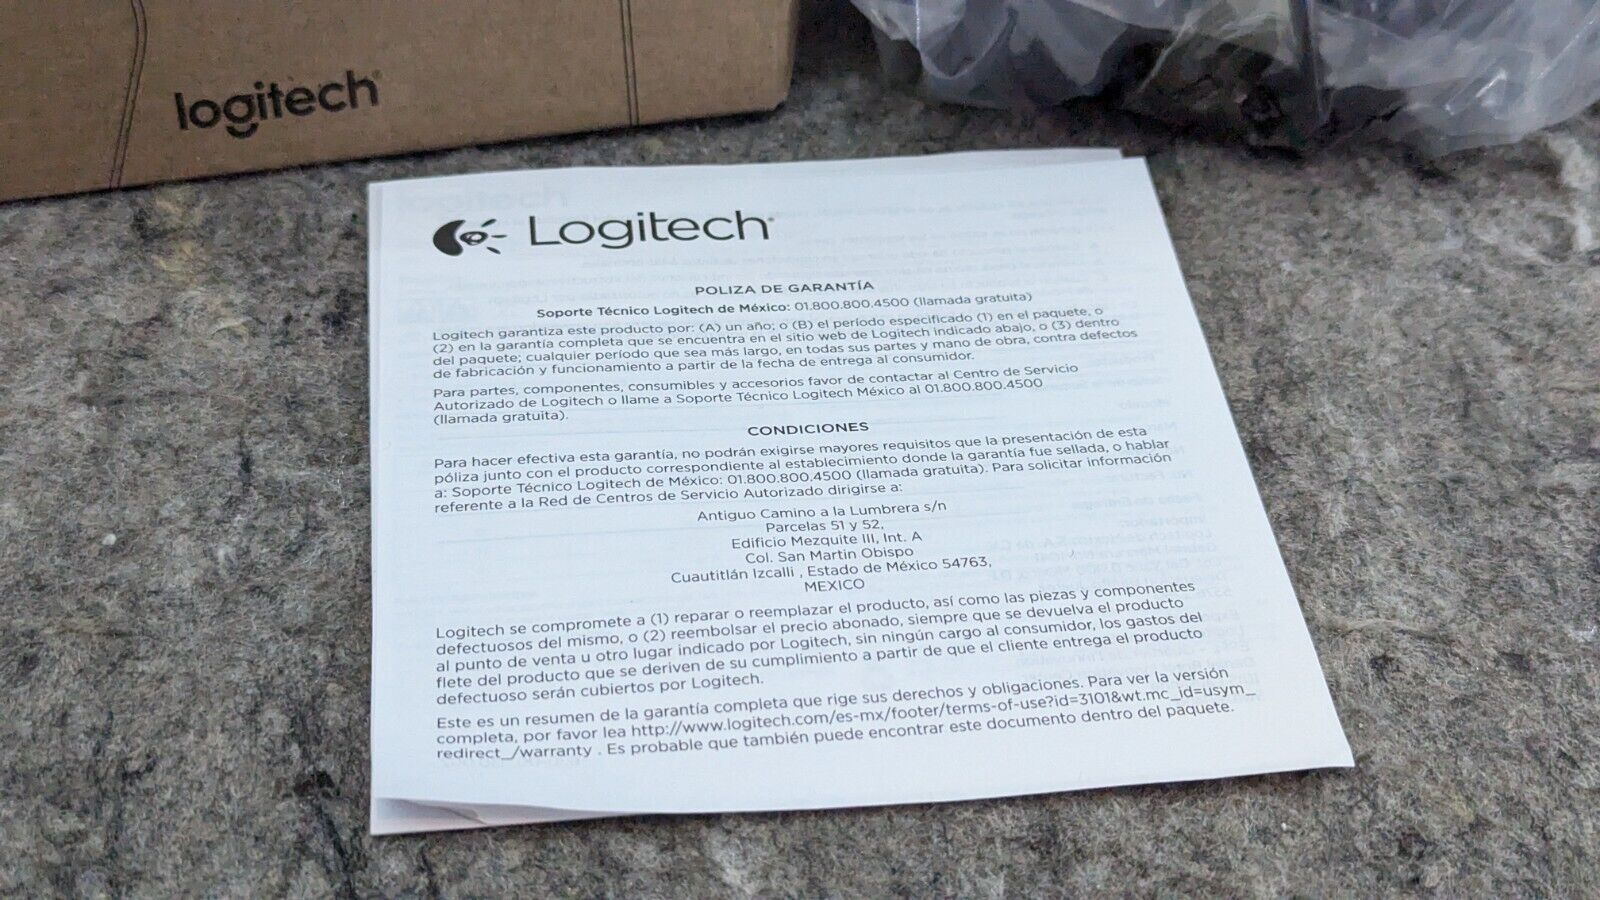 logitech
Logitech
POLIZA DE GARANTÍA
Soporte Técnico Logitech de México: 01.800.800.4500 (llamada gratuita)
Logitech garantiza este producto por: (A) un año; o (B) el período especificado (1) en el paquete, o
(2) en la garantía completa que se encuentra en el sitio web de Logitech indicado abajo, o (3) dentro
del paquete; cualquier período que sea más largo, en todas sus partes y mano de obra, contra defectos
de fabricación y funcionamiento a partir de la fecha de entrega al consumidor.
Para partes, componentes, consumibles y accesorios favor de contactar al Centro de Servicio
Autorizado de Logitech o llame a Soporte Técnico Logitech México al 01.800.800.4500
(llamada gratuita).
CONDICIONES
Para hacer efectiva esta garantía, no podrán exigirse mayores requisitos que la presentación de esta
póliza junto con el producto correspondiente al establecimiento donde la garantía fue sellada, o hablar
a: Soporte Técnico Logitech de México: 01.800.800.4500 (llamada gratuita). Para solicitar información
referente a la Red de Centros de Servicio Autorizado dirigirse a:
Antiguo Camino a la Lumbrera s/n
Parcelas 51 y 52,
Edificio Mezquite III, Int. A
Col. San Martin Obispo
Cuautitlán Izcalli , Estado de México 54763,
MEXICO
Logitech se compromete a (1) reparar o reemplazar el producto, así como las piezas y componentes
defectuosos del mismo, o (2) reembolsar el precio abonado, siempre que se devuelva el producto
al punto de venta u otro lugar indicado por Logitech, sin ningún cargo al consumidor, los gastos del
flete del producto que se deriven de su cumplimiento a partir de que el cliente entrega el producto
defectuoso serán cubiertos por Logitech.
Este es un resumen de la garantía completa que rige sus derechos y obligaciones. Para ver la versión
completa, por favor lea http://www.logitech.com/es-mx/footer/terms-of-use?id=3101&wt.mc_id=usym_
redirect_/warranty . Es probable que también puede encontrar este documento dentro del paquete.